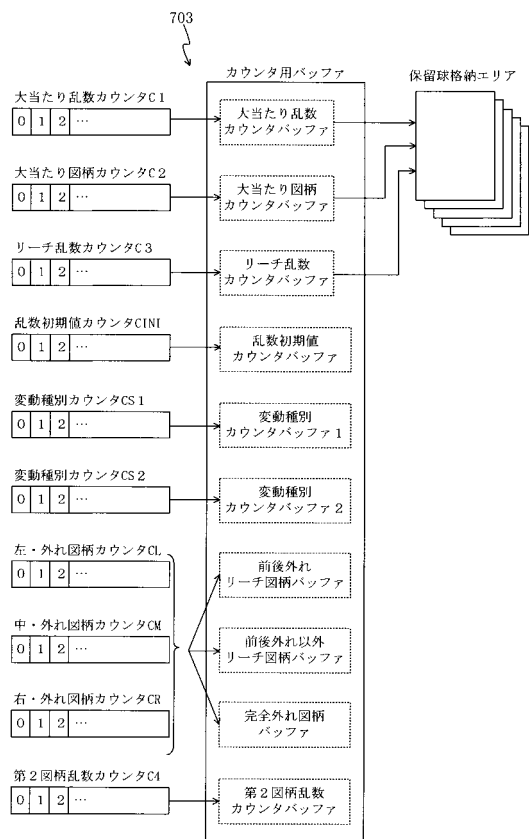 703
カウンタ用バッファ
保留球格納エリア
大当たり乱数カウンタC1
0 1 2 …
大当たり乱数
カウンタバッファ
大当たり図柄カウンタC2
0 1 2 …
大当たり図柄
カウンタバッファ
リーチ乱数カウンタC3
0 1 2 …
リーチ乱数
カウンタバッファ
乱数初期値カウンタCINI
0 1 2 …
乱数初期値
カウンタバッファ
変動種別カウンタCS1
0 1 2 …
変動種別
カウンタバッファ1
変動種別カウンタCS2
0 1 2 …
変動種別
カウンタバッファ2
左・外れ図柄カウンタCL
0 1 2 …
前後外れ
リーチ図柄バッファ
中・外れ図柄カウンタCM
0 1 2 …
前後外れ以外
リーチ図柄バッファ
右・外れ図柄カウンタCR
0 1 2 …
完全外れ図柄
バッファ
第2図柄乱数カウンタC4
0 1 2 …
第2図柄乱数
カウンタバッファ